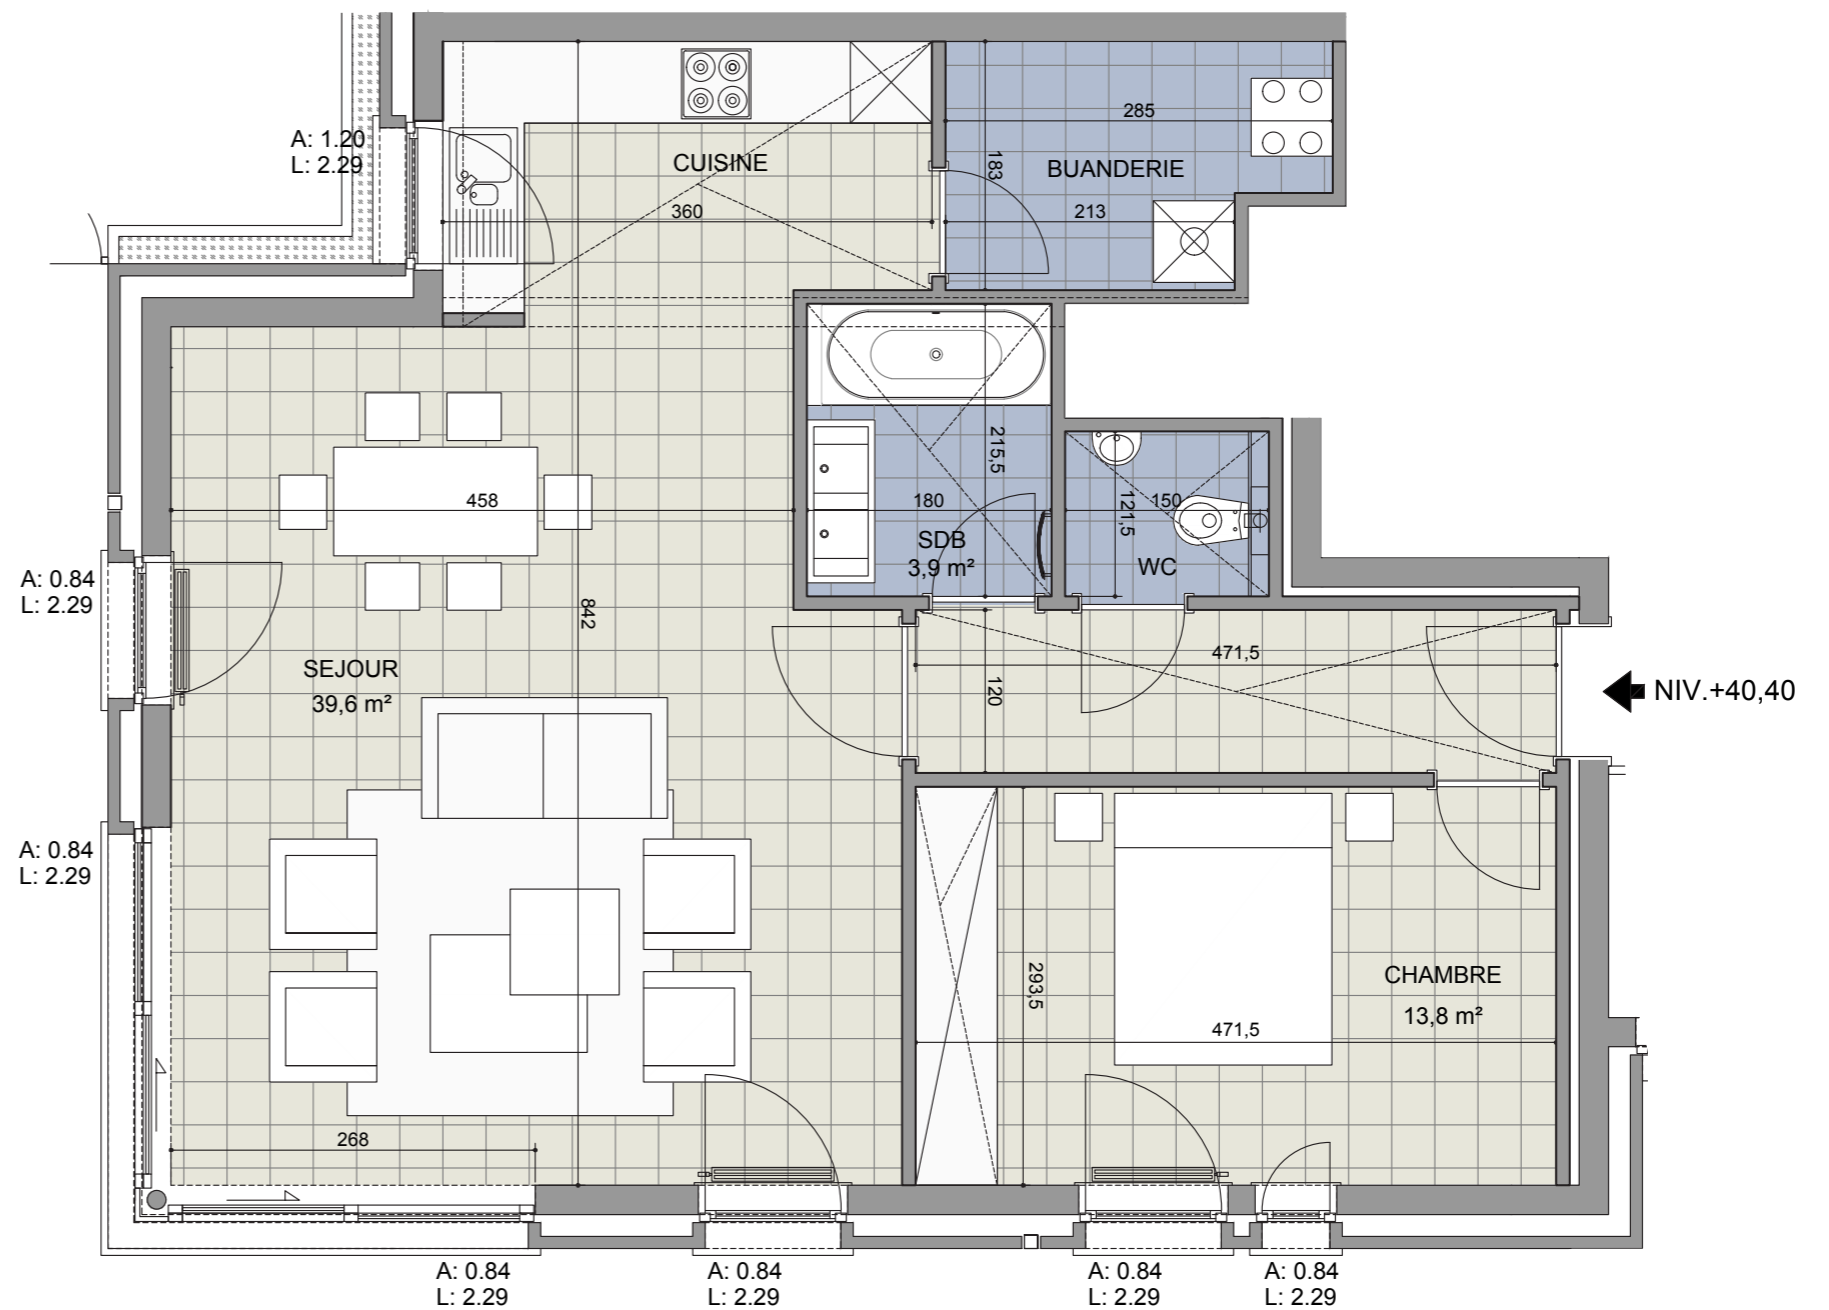 A: 1.20
L: 2.29
CUISINE
360
285
183
BUANDERIE
213
215,5
458
180
SDB
3,9 m²
121,5
150
WC
A: 0.84
L: 2.29
842
SEJOUR
39,6 m²
471,5
120
NIV.+40,40
A: 0.84
L: 2.29
293,5
CHAMBRE
13,8 m²
471,5
268
A: 0.84
L: 2.29
A: 0.84
L: 2.29
A: 0.84
L: 2.29
A: 0.84
L: 2.29